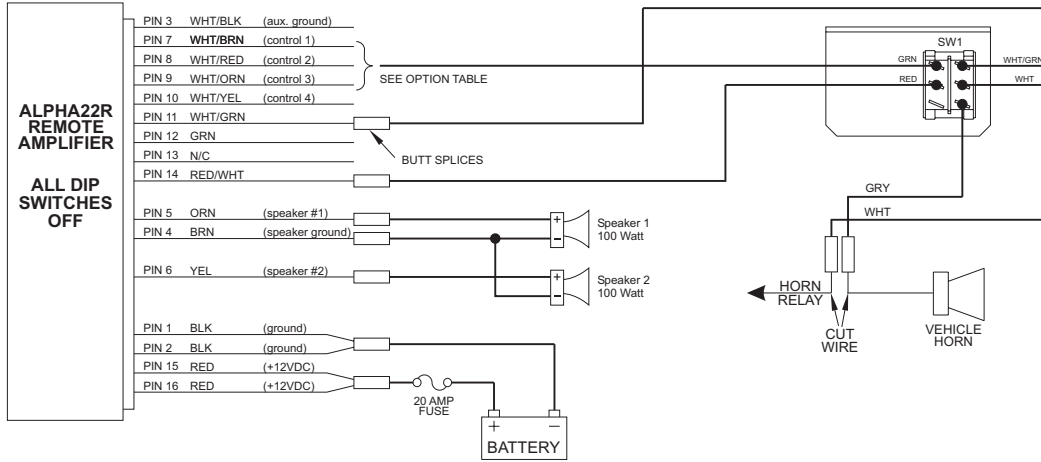 ALPHA22R
REMOTE
AMPLIFIER
ALL DIP
SWITCHES
OFF
PIN 3 WHT/BLK (aux. ground)
PIN 7 WHT/BRN (control 1)
PIN 8 WHT/RED (control 2)
PIN 9 WHT/ORN (control 3)
PIN 10 WHT/YEL (control 4)
PIN 11 WHT/GRN
PIN 12 GRN
PIN 13 N/C
PIN 14 RED/WHT
SEE OPTION TABLE
BUTT SPLICES
PIN 5 ORN (speaker #1)
PIN 4 BRN (speaker ground)
PIN 6 YEL (speaker #2)
+
−
Speaker 1
100 Watt
+
−
Speaker 2
100 Watt
PIN 1 BLK (ground)
PIN 2 BLK (ground)
PIN 15 RED (+12VDC)
PIN 16 RED (+12VDC)
20 AMP
FUSE
+ −
BATTERY
SW1
GRN WHT/GRN
RED WHT
GRY
WHT
HORN
RELAY
CUT
WIRE
VEHICLE
HORN